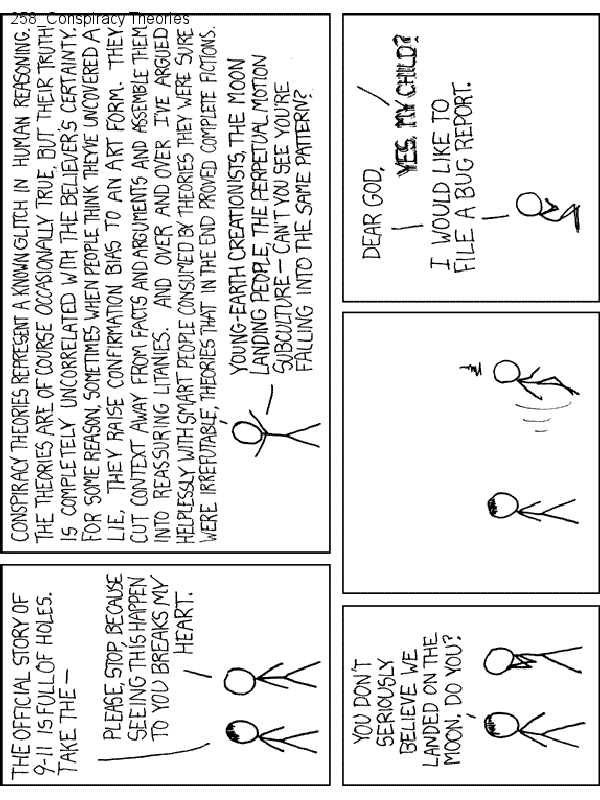 258_ Conspiracy Theories
THE OFFICIAL STORY OF
9-11 IS FULL OF HOLES.
TAKE THE—
PLEASE, STOP, BECAUSE
SEEING THIS HAPPEN
TO YOU BREAKS MY
HEART.
CONSPIRACY THEORIES REPRESENT A KNOWN GLITCH IN HUMAN REASONING.
THE THEORIES ARE OF COURSE OCCASIONALLY TRUE, BUT THEIR TRUTH
IS COMPLETELY UNCORRELATED WITH THE BELIEVER'S CERTAINTY.
FOR SOME REASON, SOMETIMES WHEN PEOPLE THINK THEY'VE UNCOVERED A
LIE, THEY RAISE CONFIRMATION BIAS TO AN ART FORM. THEY
CUT CONTEXT AWAY FROM FACTS AND ARGUMENTS AND ASSEMBLE THEM
INTO REASSURING LITANIES. AND OVER AND OVER I'VE ARGUED
HELPLESSLY WITH SMART PEOPLE CONSUMED BY THEORIES THEY WERE SURE
WERE IRREFUTABLE, THEORIES THAT IN THE END PROVED COMPLETE FICTIONS.
YOUNG-EARTH CREATIONISTS, THE MOON
LANDING PEOPLE, THE PERPETUAL MOTION
SUBCULTURE — CAN'T YOU SEE YOU'RE
FALLING INTO THE SAME PATTERN?
YOU DON'T
SERIOUSLY
BELIEVE WE
LANDED ON THE
MOON, DO YOU?
DEAR GOD,
YES, MY CHILD?
I WOULD LIKE TO
FILE A BUG REPORT.